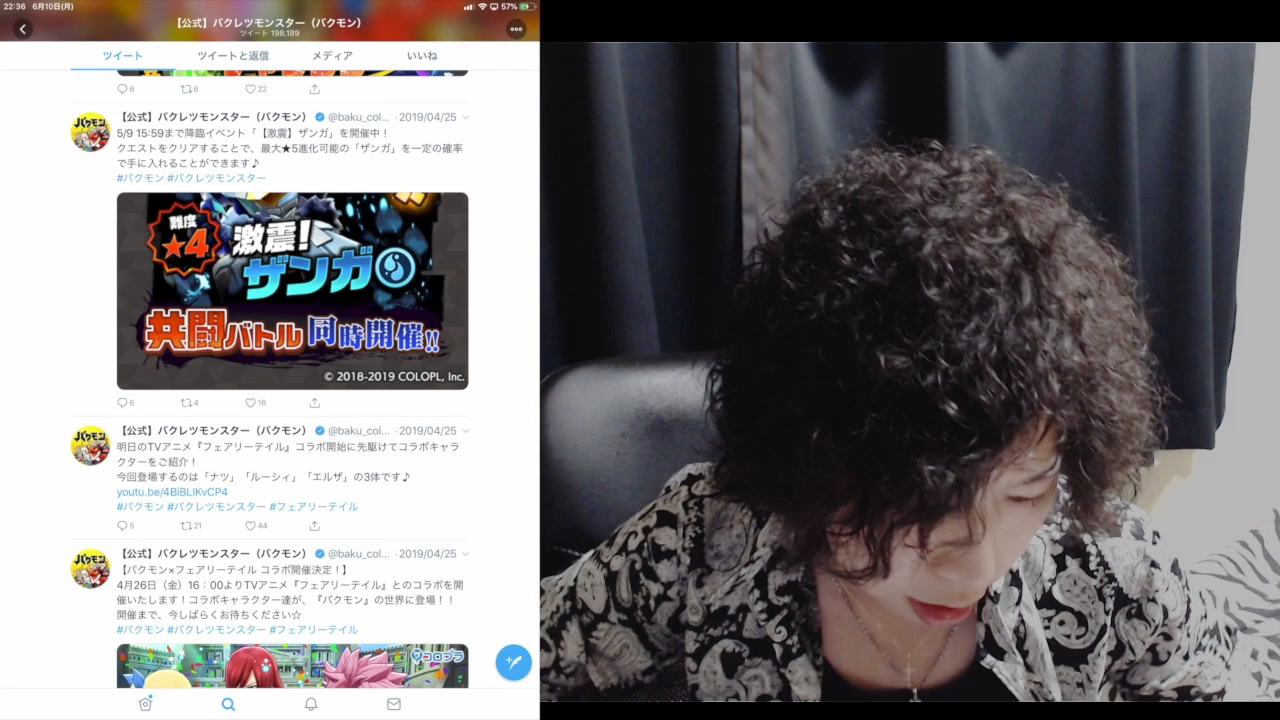 22:36 6月10日(月)
57%
【公式】バクレツモンスター（バクモン）
ツイート 198,189
ツイート
ツイートと返信
メディア
いいね
6
6
22
バクモン
【公式】バクレツモンスター（バクモン） @baku_col... · 2019/04/25
5/9 15:59まで降臨イベント「【激震】ザンガ」を開催中！
クエストをクリアすることで、最大★5進化可能の「ザンガ」を一定の確率
で手に入れることができます♪
#バクモン #バクレツモンスター
難度
★4
激震!
ザンガ
共闘バトル 同時開催!!
© 2018-2019 COLOPL, Inc.
6
4
16
バクモン
【公式】バクレツモンスター（バクモン） @baku_col... · 2019/04/25
明日のTVアニメ『フェアリーテイル』コラボ開始に先駆けてコラボキャラ
クターをご紹介！
今回登場するのは「ナツ」「ルーシィ」「エルザ」の3体です♪
youtu.be/4BiBLlKvCP4
#バクモン #バクレツモンスター #フェアリーテイル
5
21
44
バクモン
【公式】バクレツモンスター（バクモン） @baku_col... · 2019/04/25
【バクモン×フェアリーテイル コラボ開催決定！】
4月26日（金）16：00よりTVアニメ『フェアリーテイル』とのコラボを開
催いたします！コラボキャラクター達が、『バクモン』の世界に登場！！
開催まで、今しばらくお待ちください☆
#バクモン #バクレツモンスター #フェアリーテイル
コロプラ